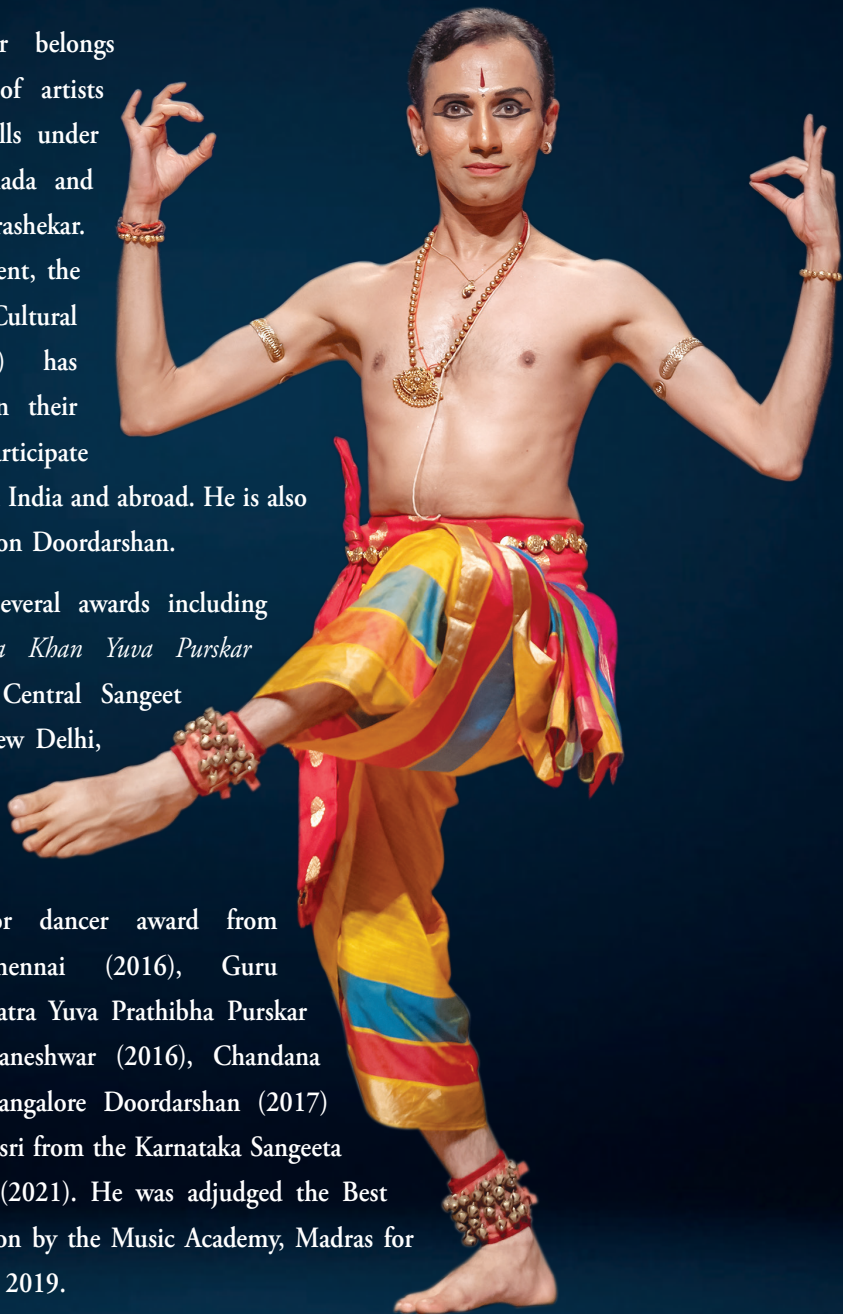 r belongs
of artists
lls under
ada and
rashekar.
ent, the
Cultural
) has
n their
articipate
India and abroad. He is also
on Doordarshan.
everal awards including
a Khan Yuva Purskar
Central Sangeet
ew Delhi,
or dancer award from
hennai (2016), Guru
atra Yuva Prathibha Purskar
aneshwar (2016), Chandana
angalore Doordarshan (2017)
sri from the Karnataka Sangeeta
(2021). He was adjudged the Best
on by the Music Academy, Madras for
2019.